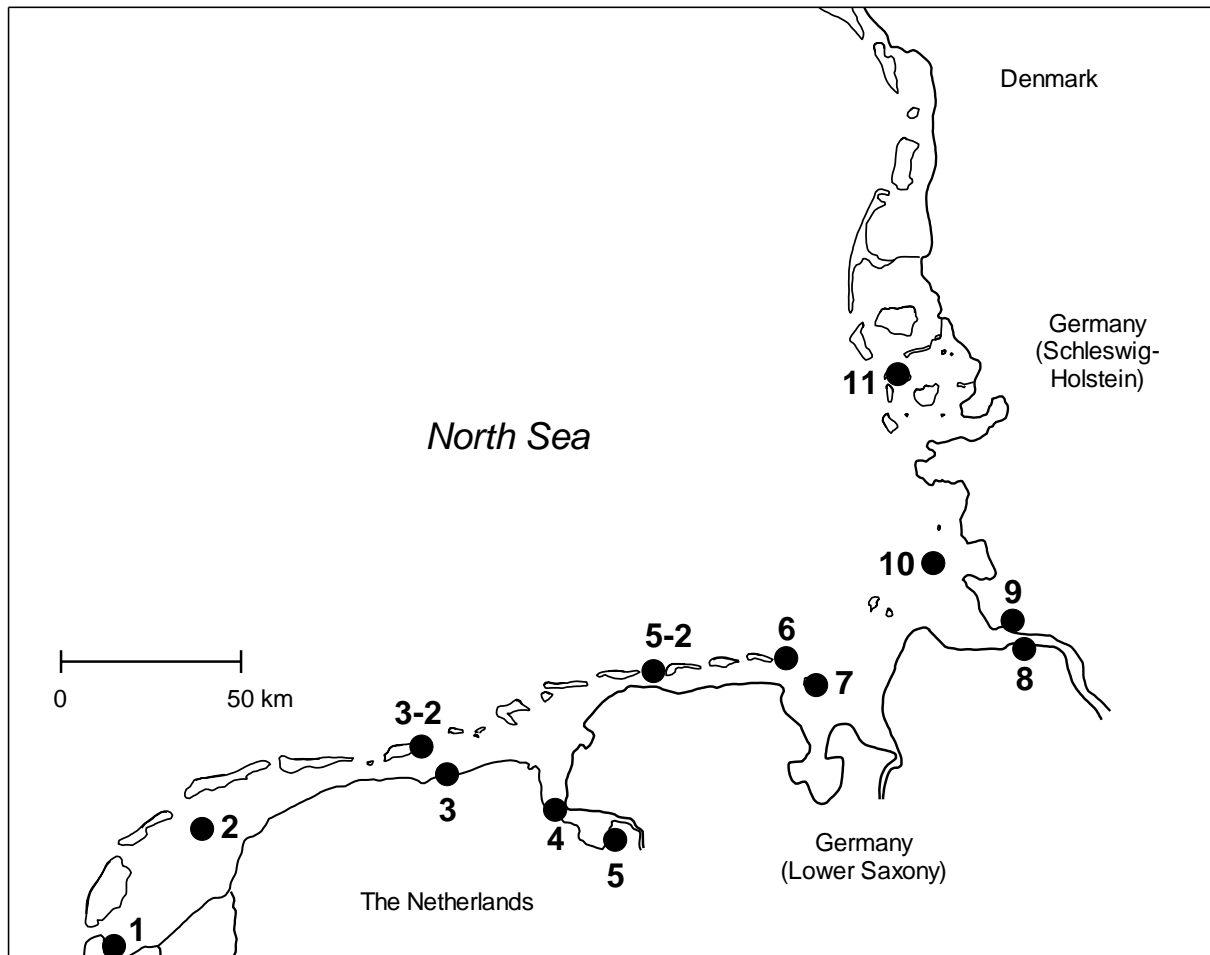 Denmark
Germany
(Schleswig-
Holstein)
11
North Sea
10
9
6
5-2
8
7
0
50 km
3-2
3
2
4
5
Germany
(Lower Saxony)
The Netherlands
1